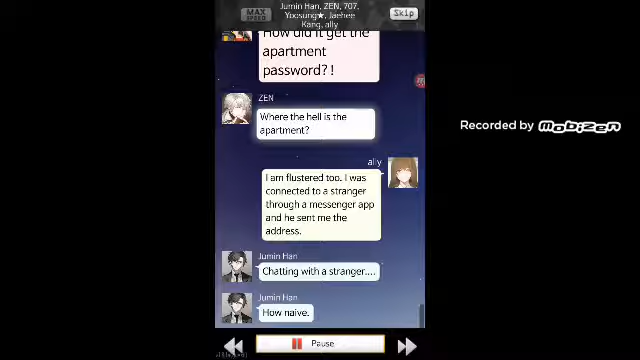 Jumin Han, ZEN, 707,
Yoosung★, Jaehee
Kang, ally
MAX
SPEED
Skip
How did it get the
apartment
password?!
ZEN
Where the hell is the
apartment?
Recorded by mobizen
ally
I am flustered too. I was
connected to a stranger
through a messenger app
and he sent me the
address.
Jumin Han
Chatting with a stranger....
Jumin Han
How naive.
Pause